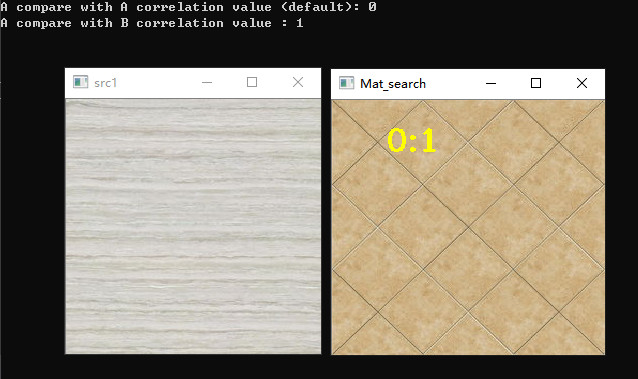 A compare with A correlation value (default): 0
A compare with B correlation value : 1
src1
Mat_search
0:1